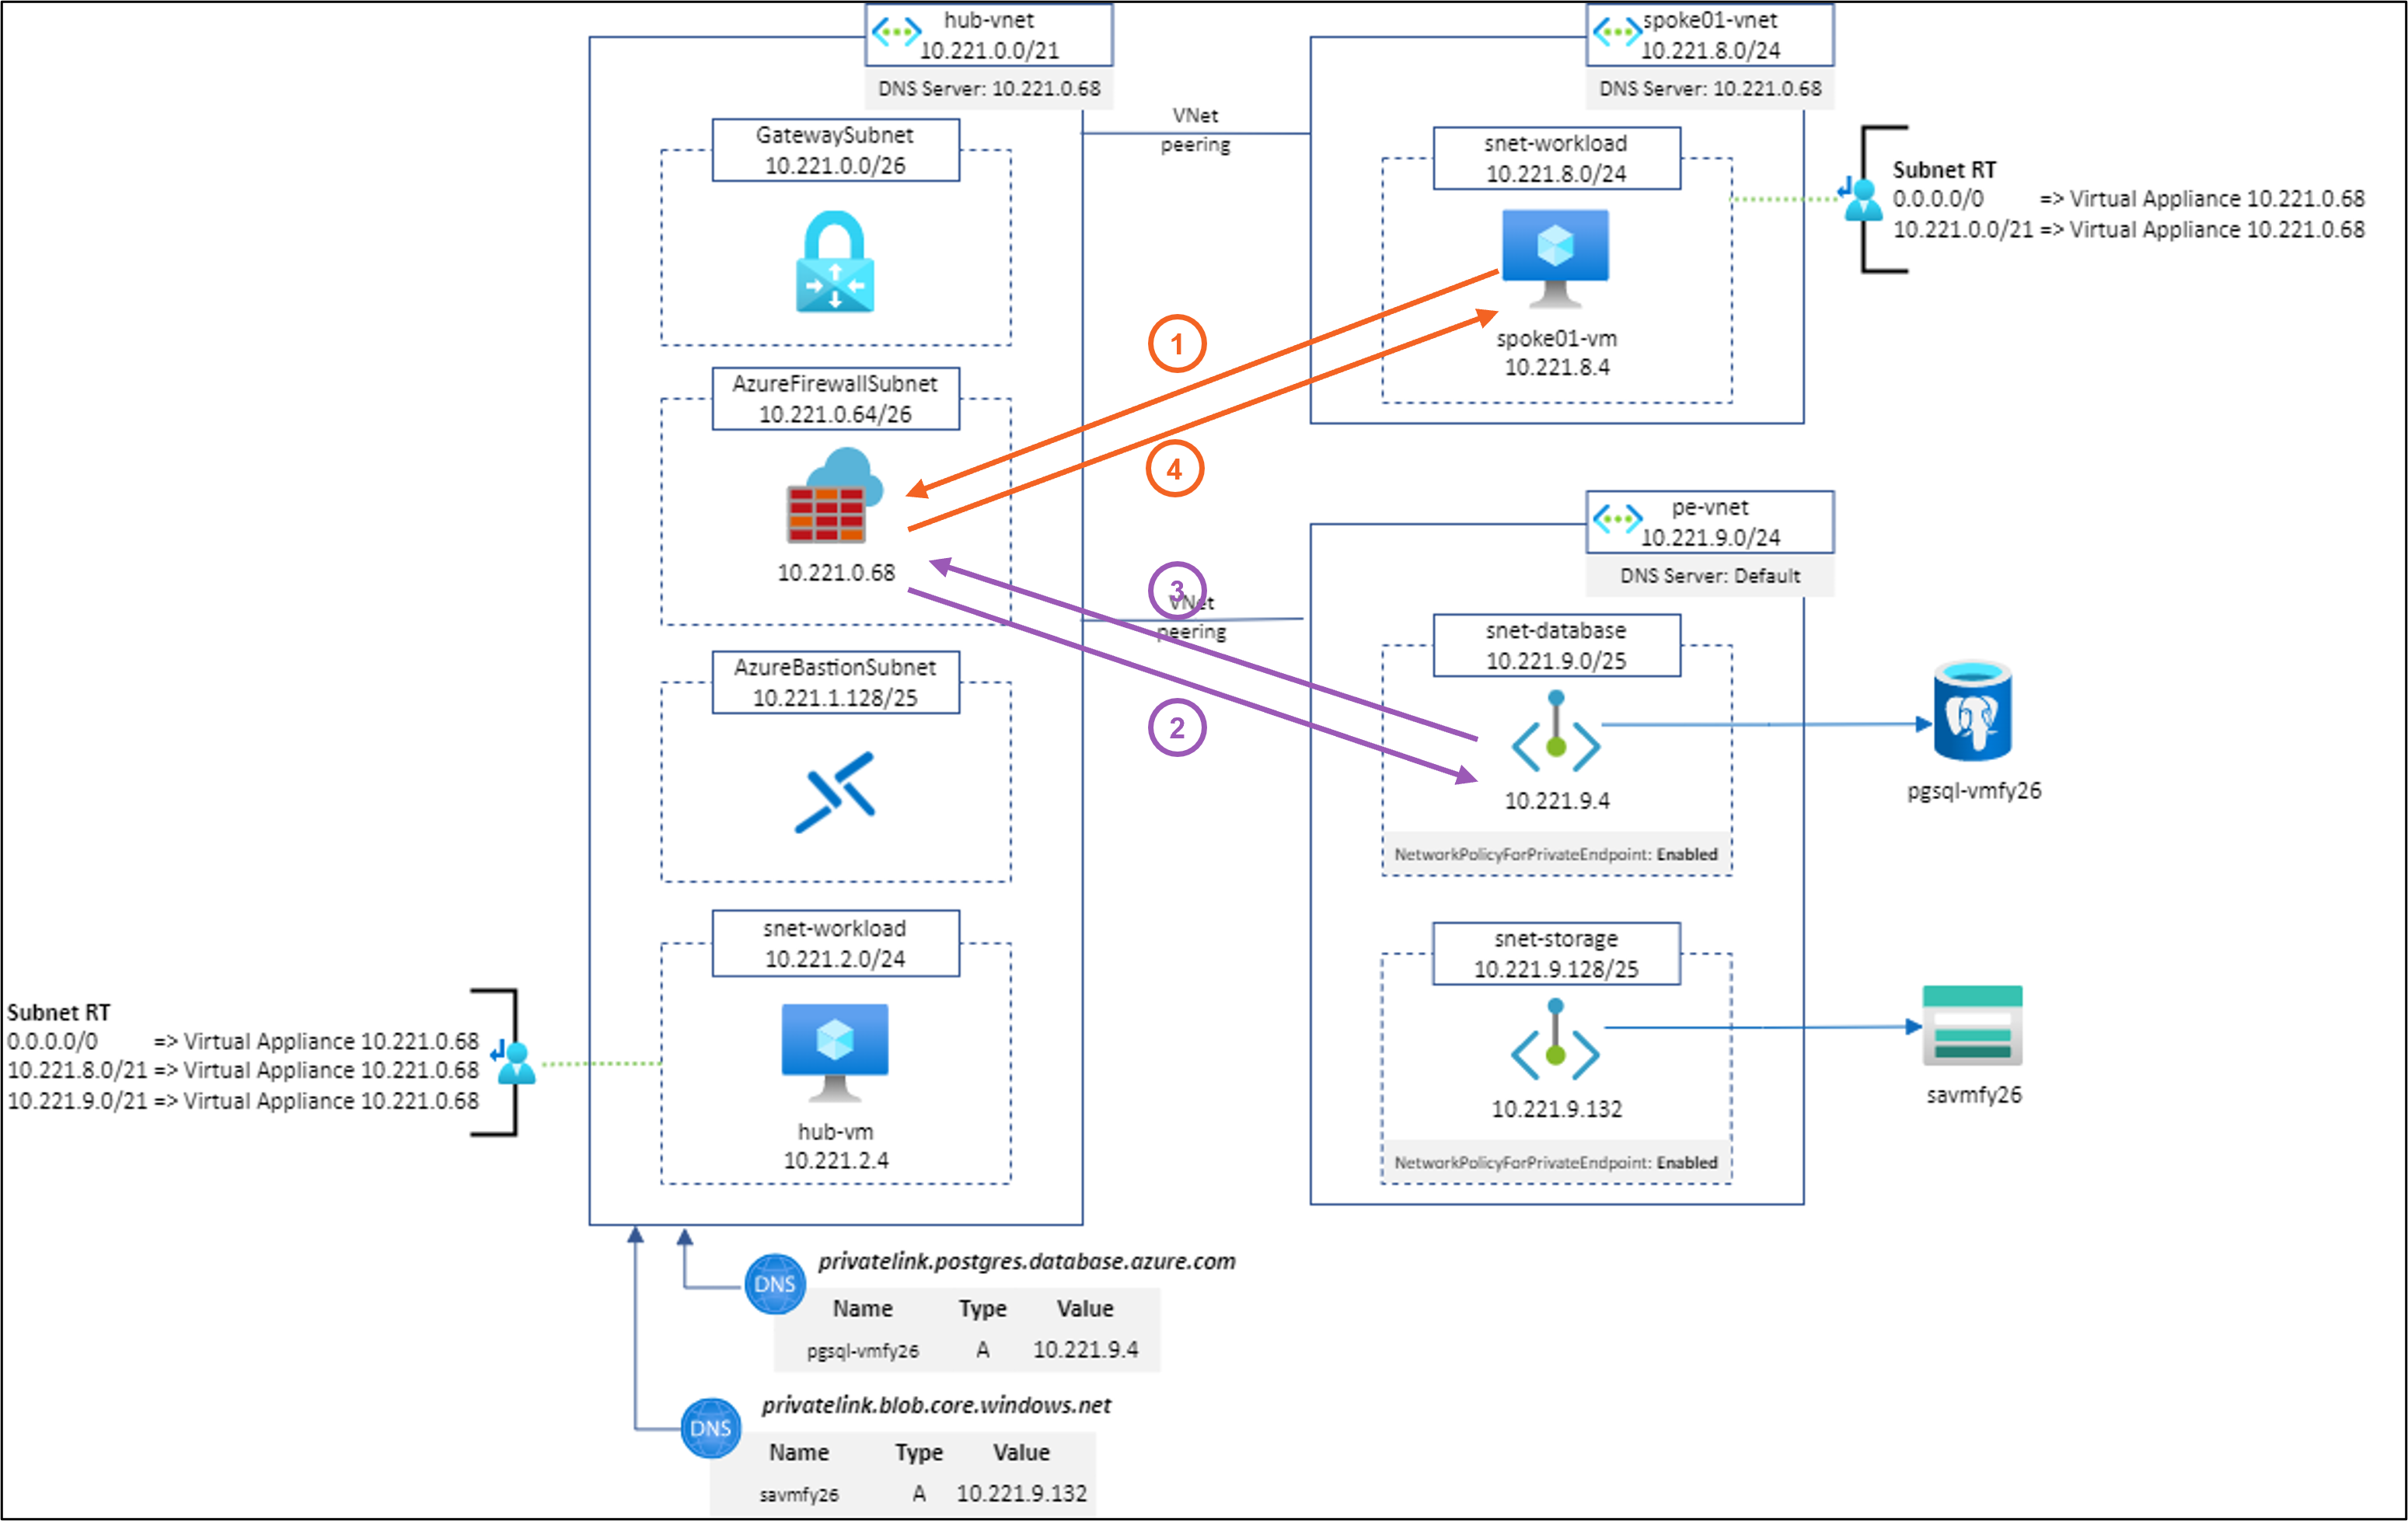 hub-vnet
10.221.0.0/21
DNS Server: 10.221.0.68
spoke01-vnet
10.221.8.0/24
DNS Server: 10.221.0.68
VNet
peering
GatewaySubnet
10.221.0.0/26
snet-workload
10.221.8.0/24
Subnet RT
0.0.0.0/0 => Virtual Appliance 10.221.0.68
10.221.0.0/21 => Virtual Appliance 10.221.0.68
spoke01-vm
10.221.8.4
1
4
AzureFirewallSubnet
10.221.0.64/26
10.221.0.68
pe-vnet
10.221.9.0/24
DNS Server: Default
3
VNet
peering
2
snet-database
10.221.9.0/25
10.221.9.4
NetworkPolicyForPrivateEndpoint: Enabled
pgsql-vmfy26
AzureBastionSubnet
10.221.1.128/25
snet-workload
10.221.2.0/24
hub-vm
10.221.2.4
snet-storage
10.221.9.128/25
10.221.9.132
NetworkPolicyForPrivateEndpoint: Enabled
savmfy26
Subnet RT
0.0.0.0/0 => Virtual Appliance 10.221.0.68
10.221.8.0/21 => Virtual Appliance 10.221.0.68
10.221.9.0/21 => Virtual Appliance 10.221.0.68
DNS
privatelink.postgres.database.azure.com
Name Type Value
pgsql-vmfy26 A 10.221.9.4
DNS
privatelink.blob.core.windows.net
Name Type Value
savmfy26 A 10.221.9.132